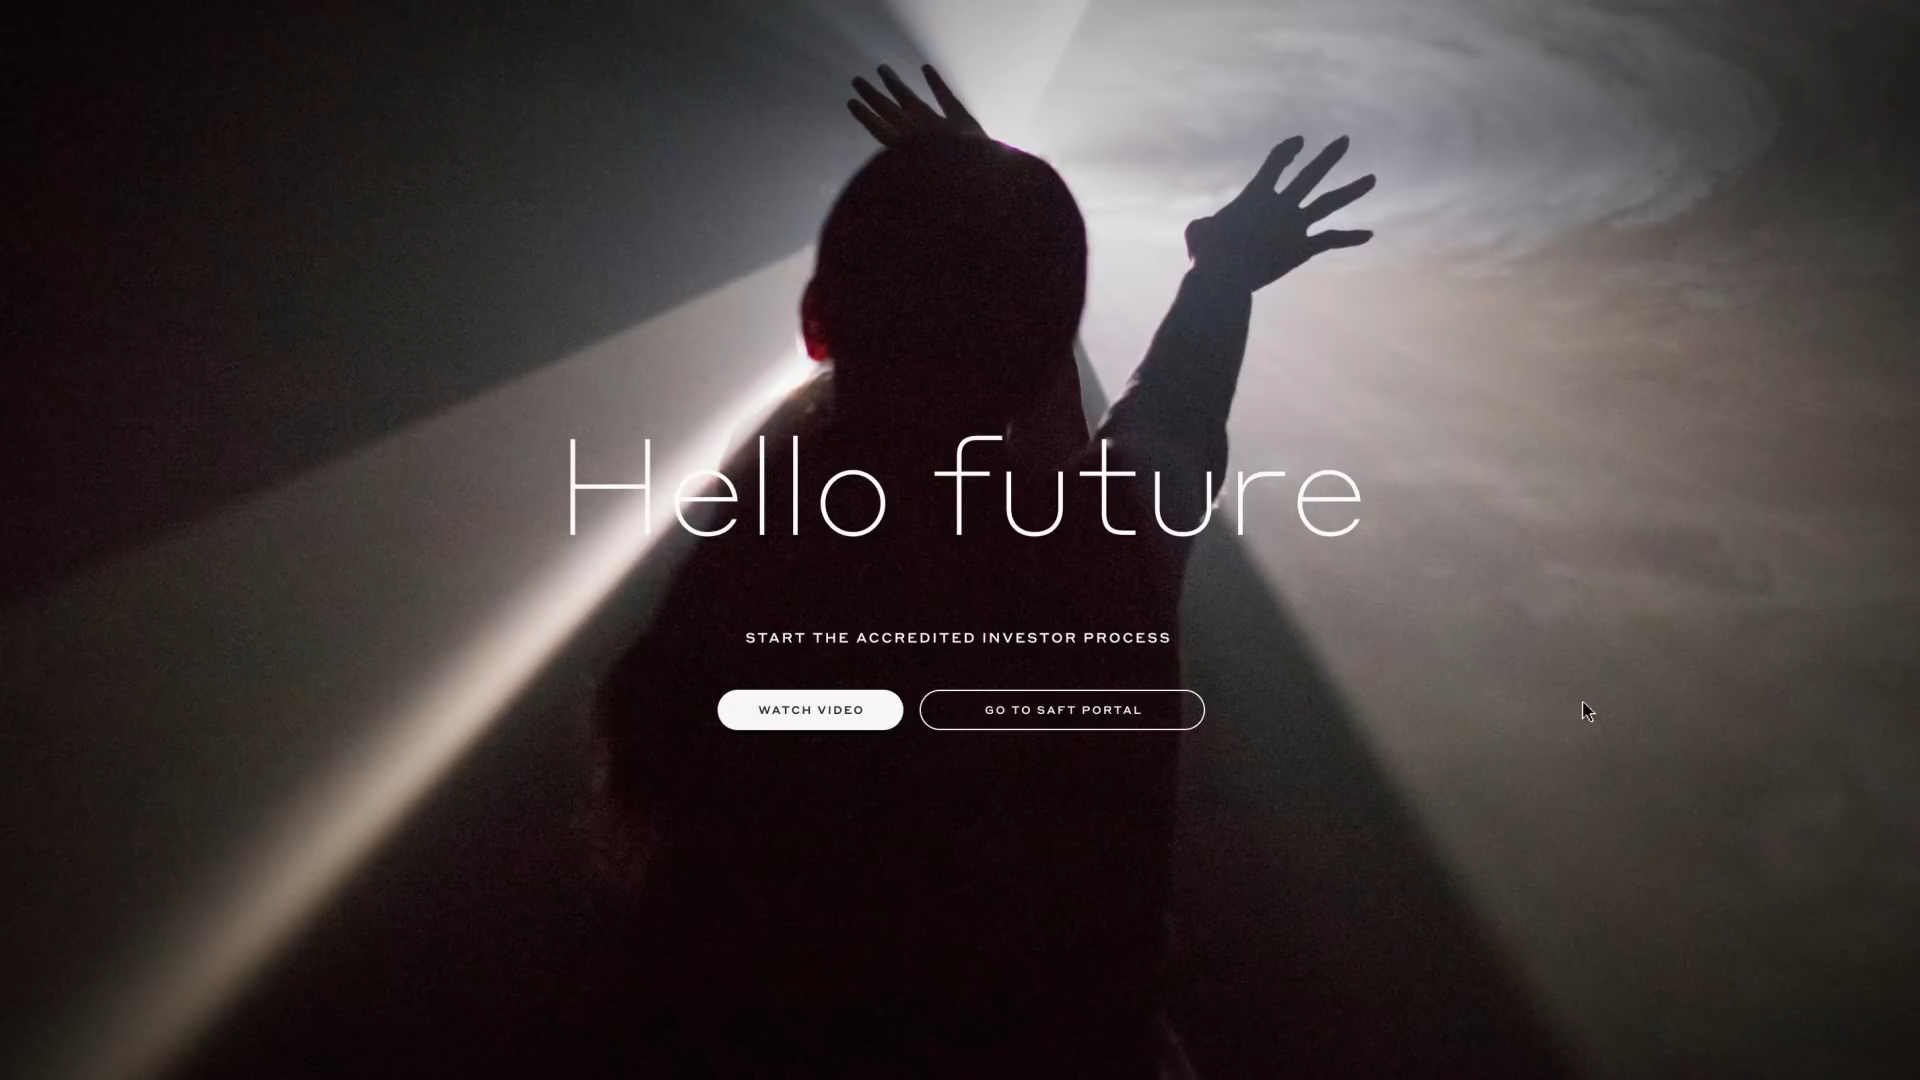 Hello future
START THE ACCREDITED INVESTOR PROCESS
WATCH VIDEO
GO TO SAFT PORTAL